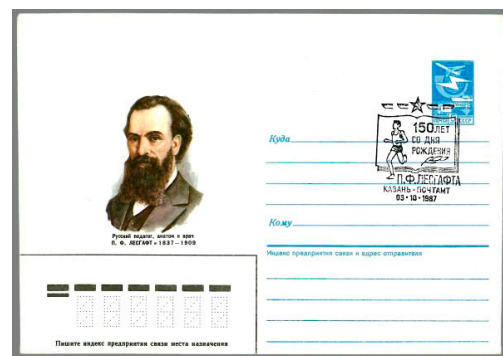 Русский педагог, анатом и врач
П. Ф. ЛЕСГАФТ • 1837—1909
Куда
Кому
Индекс предприятия связи и адрес отправителя
Пишите индекс предприятия связи места назначения
150 ЛЕТ
СО ДНЯ
РОЖДЕНИЯ
П.Ф. ЛЕСГАФТА
КАЗАНЬ - ПОЧТАМТ
03-10-1987